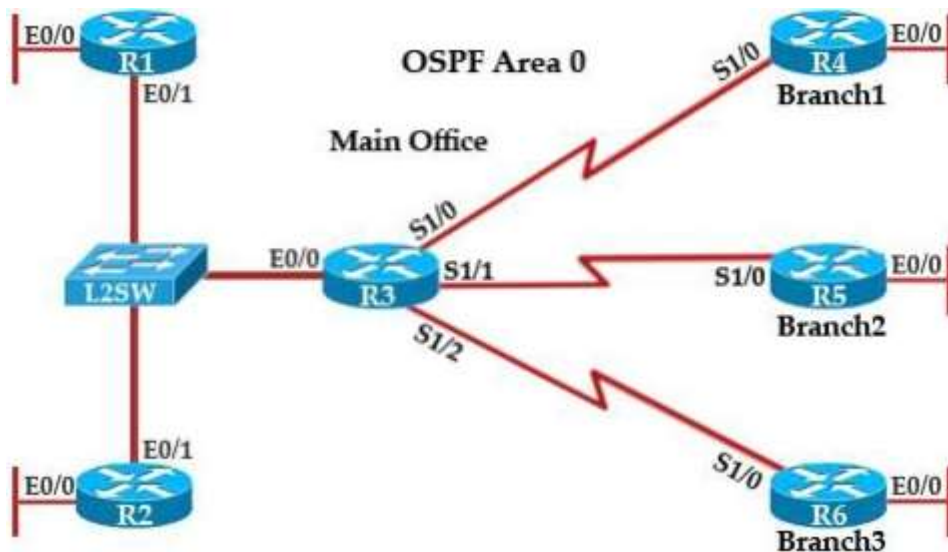 E0/0
R1
E0/1
OSPF Area 0
Main Office
S1/0
R4
E0/0
Branch1
L2SW
E0/0
R3
S1/0
S1/1
S1/2
S1/0
R5
E0/0
Branch2
E0/1
E0/0
R2
S1/0
R6
E0/0
Branch3